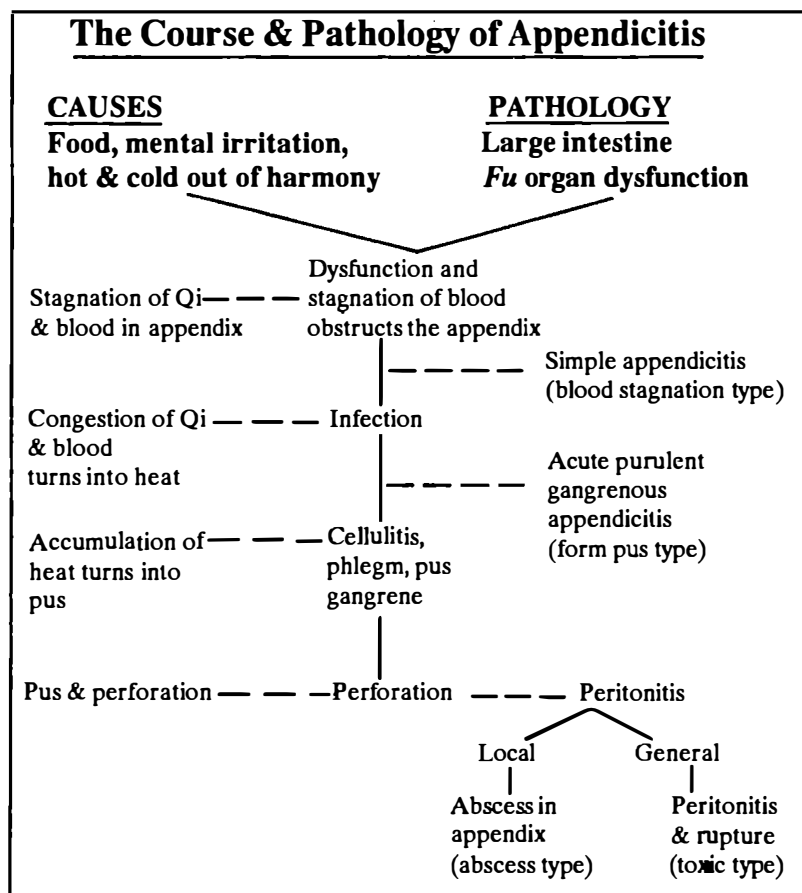 The Course & Pathology of Appendicitis
CAUSES
Food, mental irritation,
hot & cold out of harmony
PATHOLOGY
Large intestine
Fu organ dysfunction
Stagnation of Qi
& blood in appendix
Dysfunction and
stagnation of blood
obstructs the appendix
Simple appendicitis
(blood stagnation type)
Congestion of Qi
& blood
turns into heat
Infection
Acute purulent
gangrenous
appendicitis
(form pus type)
Accumulation of
heat turns into
pus
Cellulitis,
phlegm, pus
gangrene
Pus & perforation
Perforation
Peritonitis
Local
General
Abscess in
appendix
(abscess type)
Peritonitis
& rupture
(toxic type)